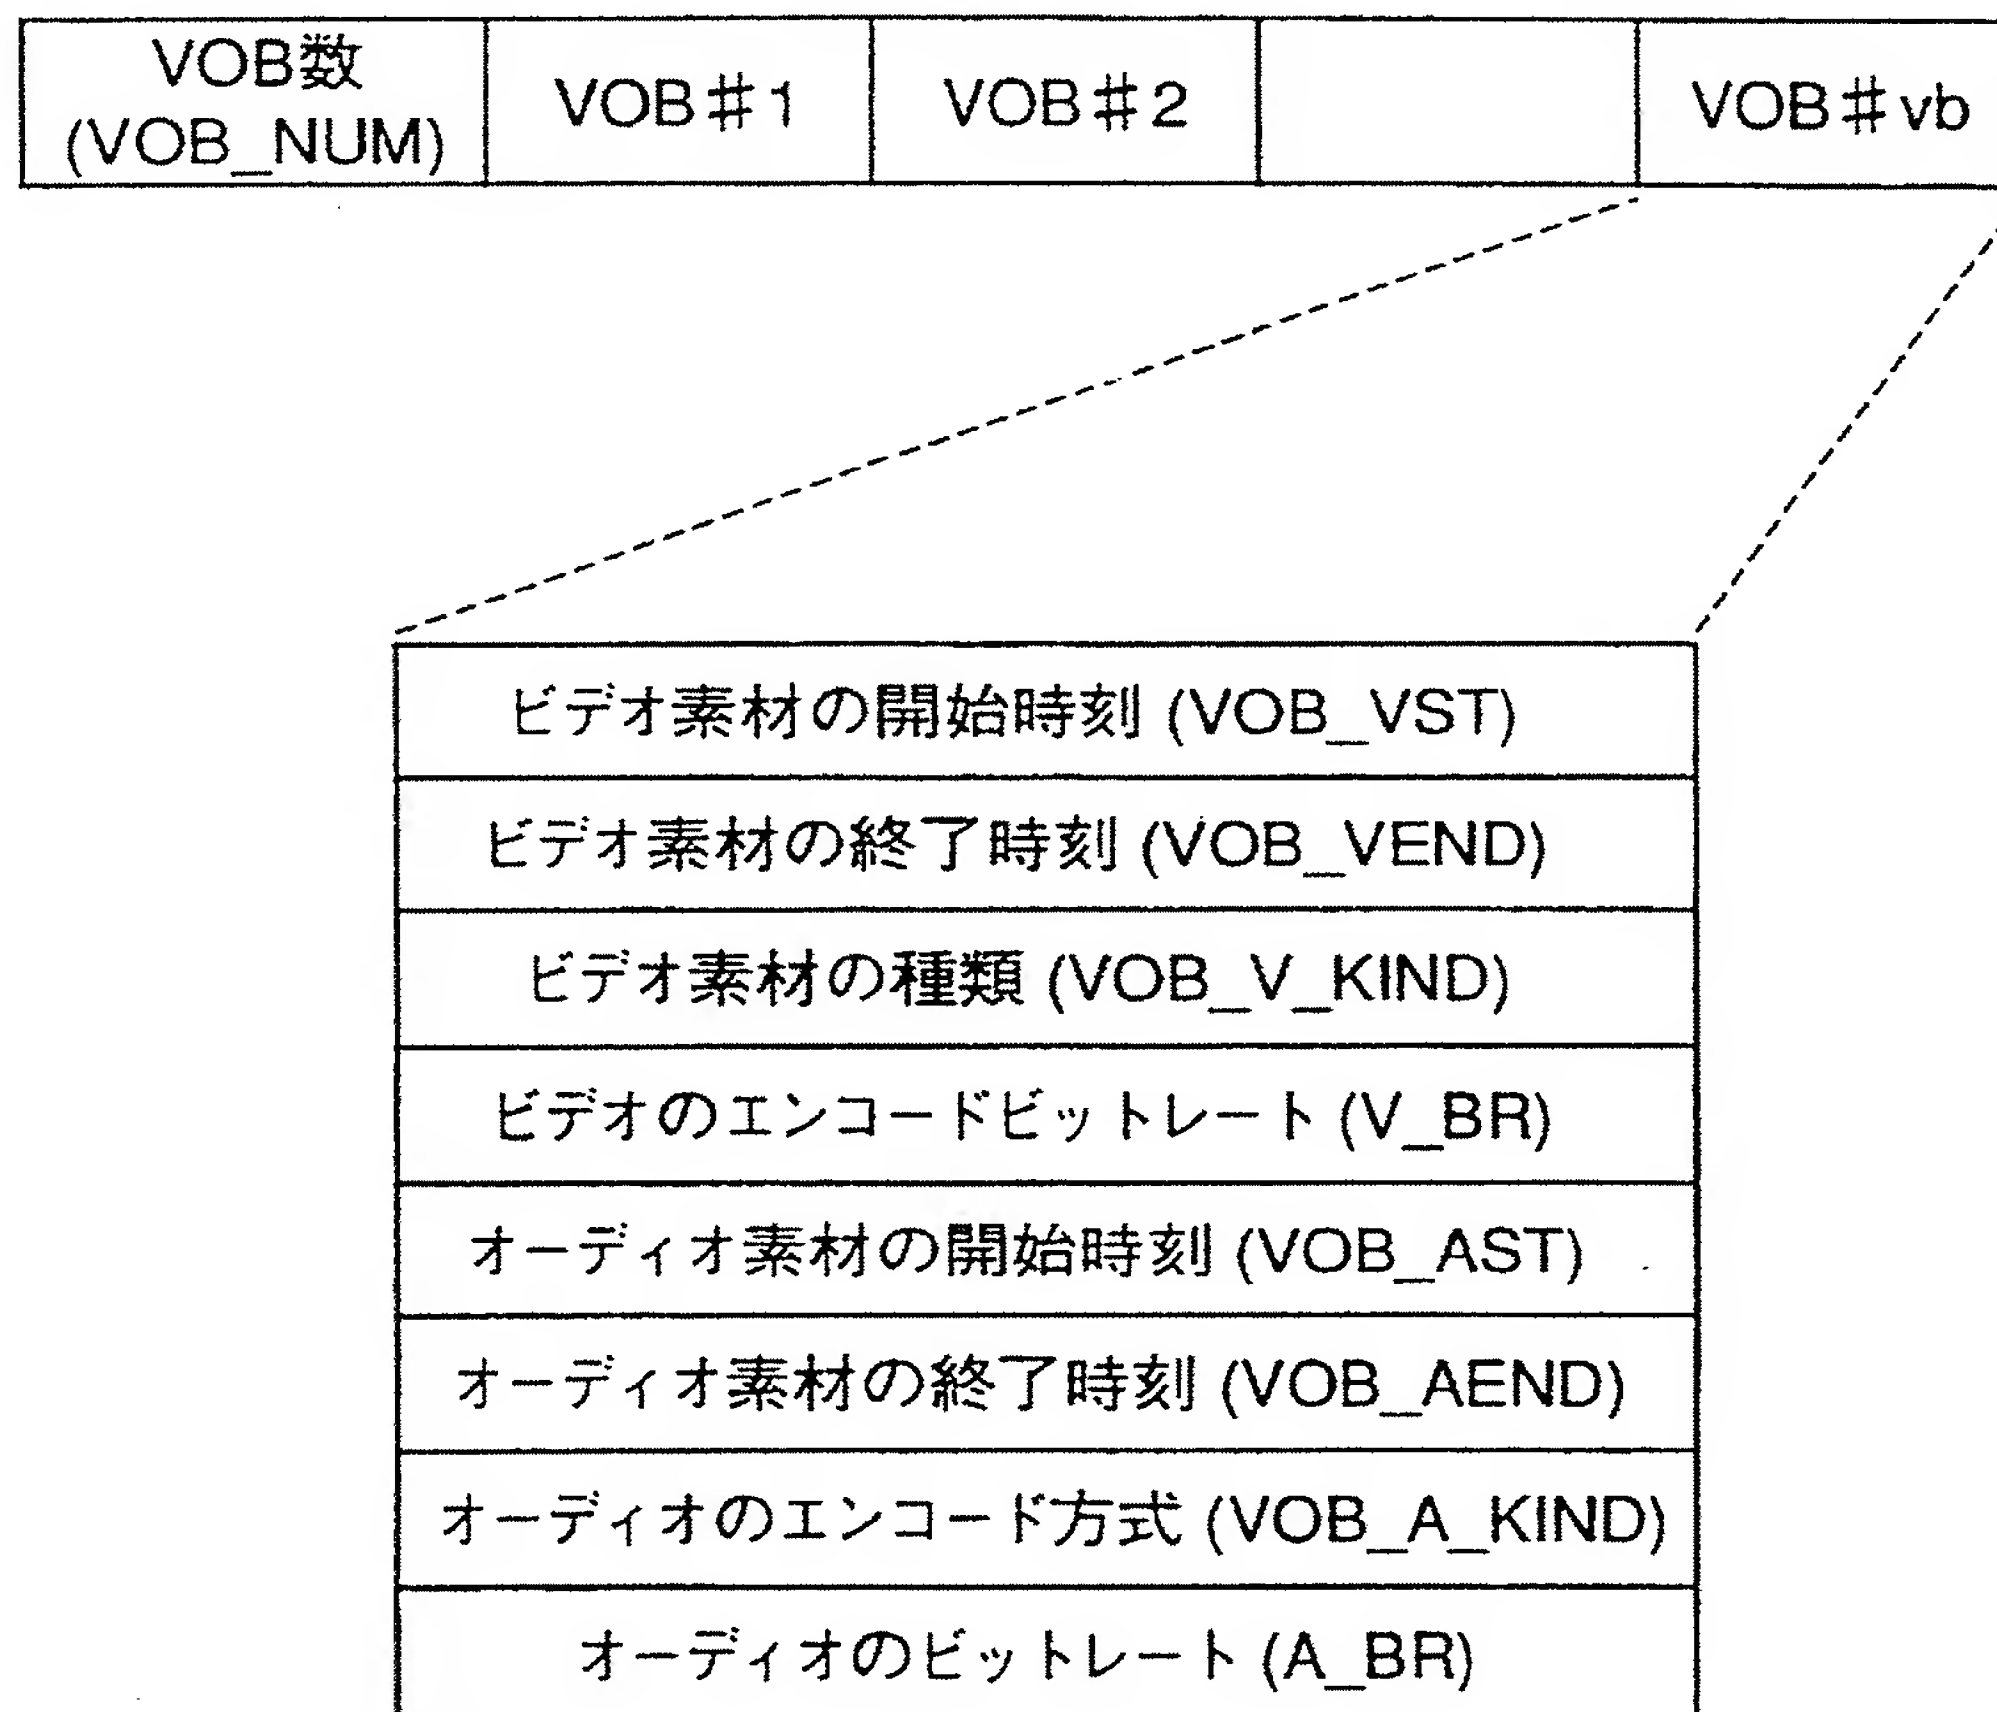 VOB数
(VOB_NUM)
VOB#1
VOB#2
VOB#vb
ビデオ素材の開始時刻 (VOB_VST)
ビデオ素材の終了時刻 (VOB_VEND)
ビデオ素材の種類 (VOB_V_KIND)
ビデオのエンコードビットレート (V_BR)
オーディオ素材の開始時刻 (VOB_AST)
オーディオ素材の終了時刻 (VOB_AEND)
オーディオのエンコード方式 (VOB_A_KIND)
オーディオのビットレート (A_BR)